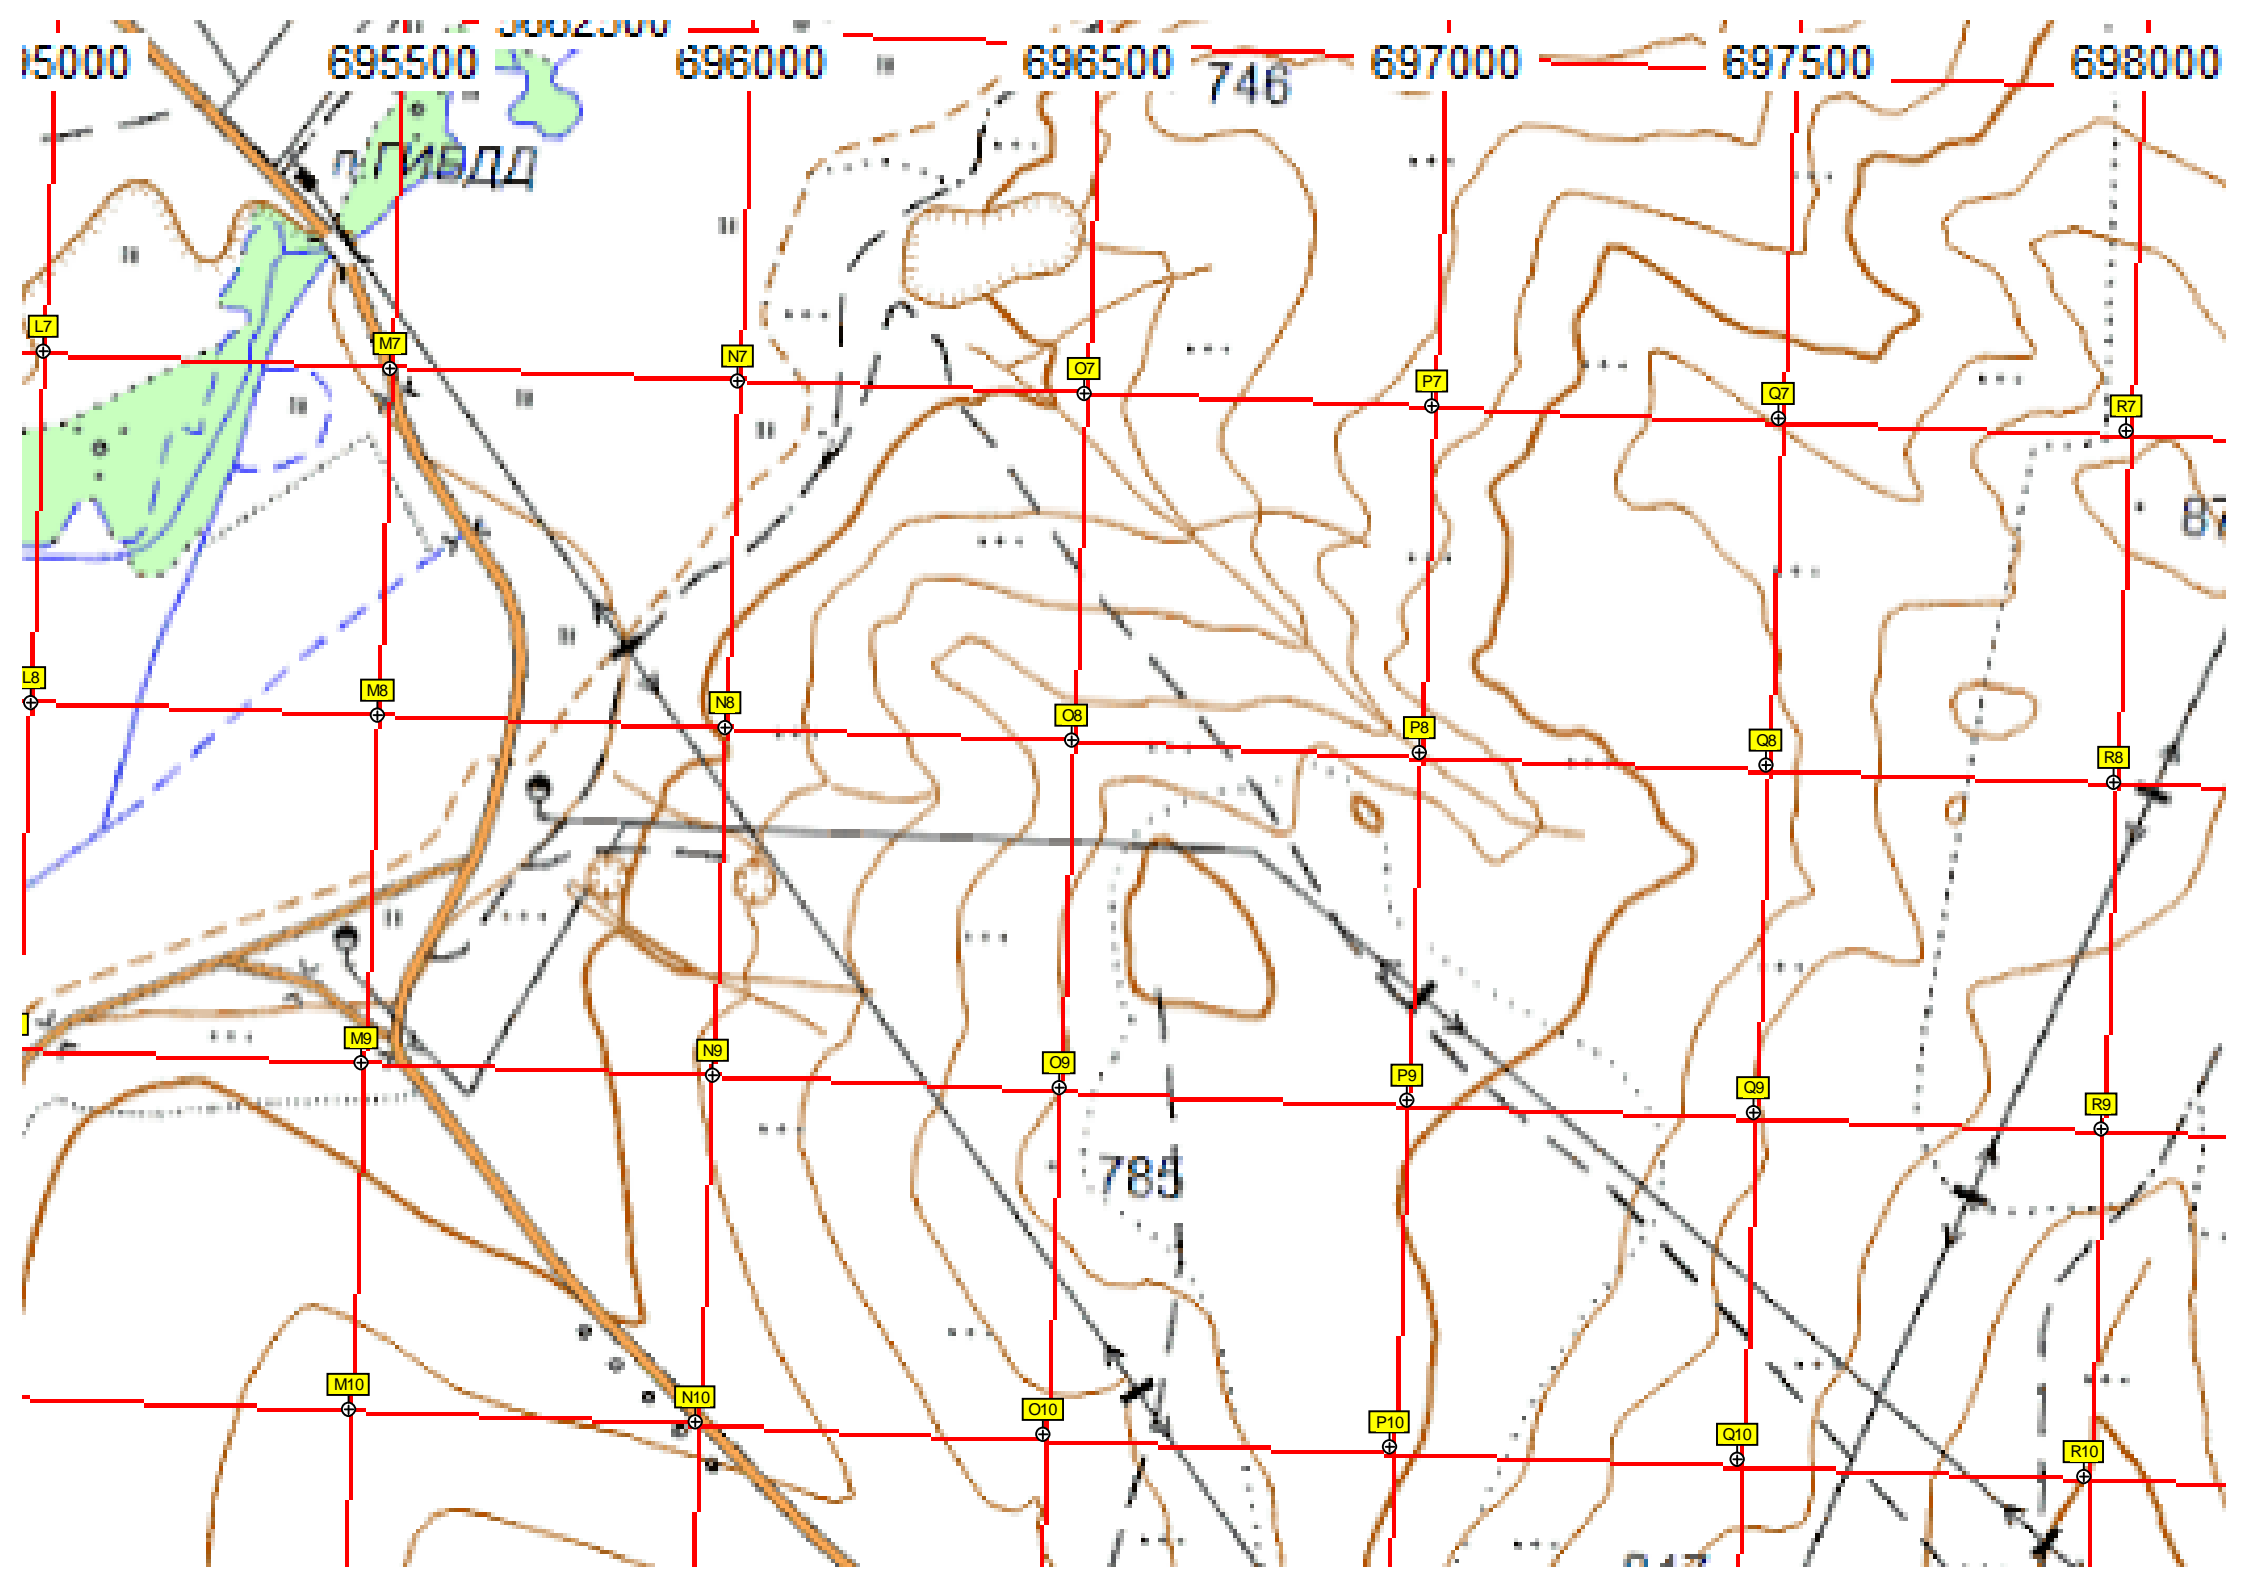 695500 696000 696500 697000 697500 698000
746
п.ГИБДД
L7 M7 N7 O7 P7 Q7 R7
L8 M8 N8 O8 P8 Q8 R8
M9 N9 O9 P9 Q9 R9
785
M10 N10 O10 P10 Q10 R10